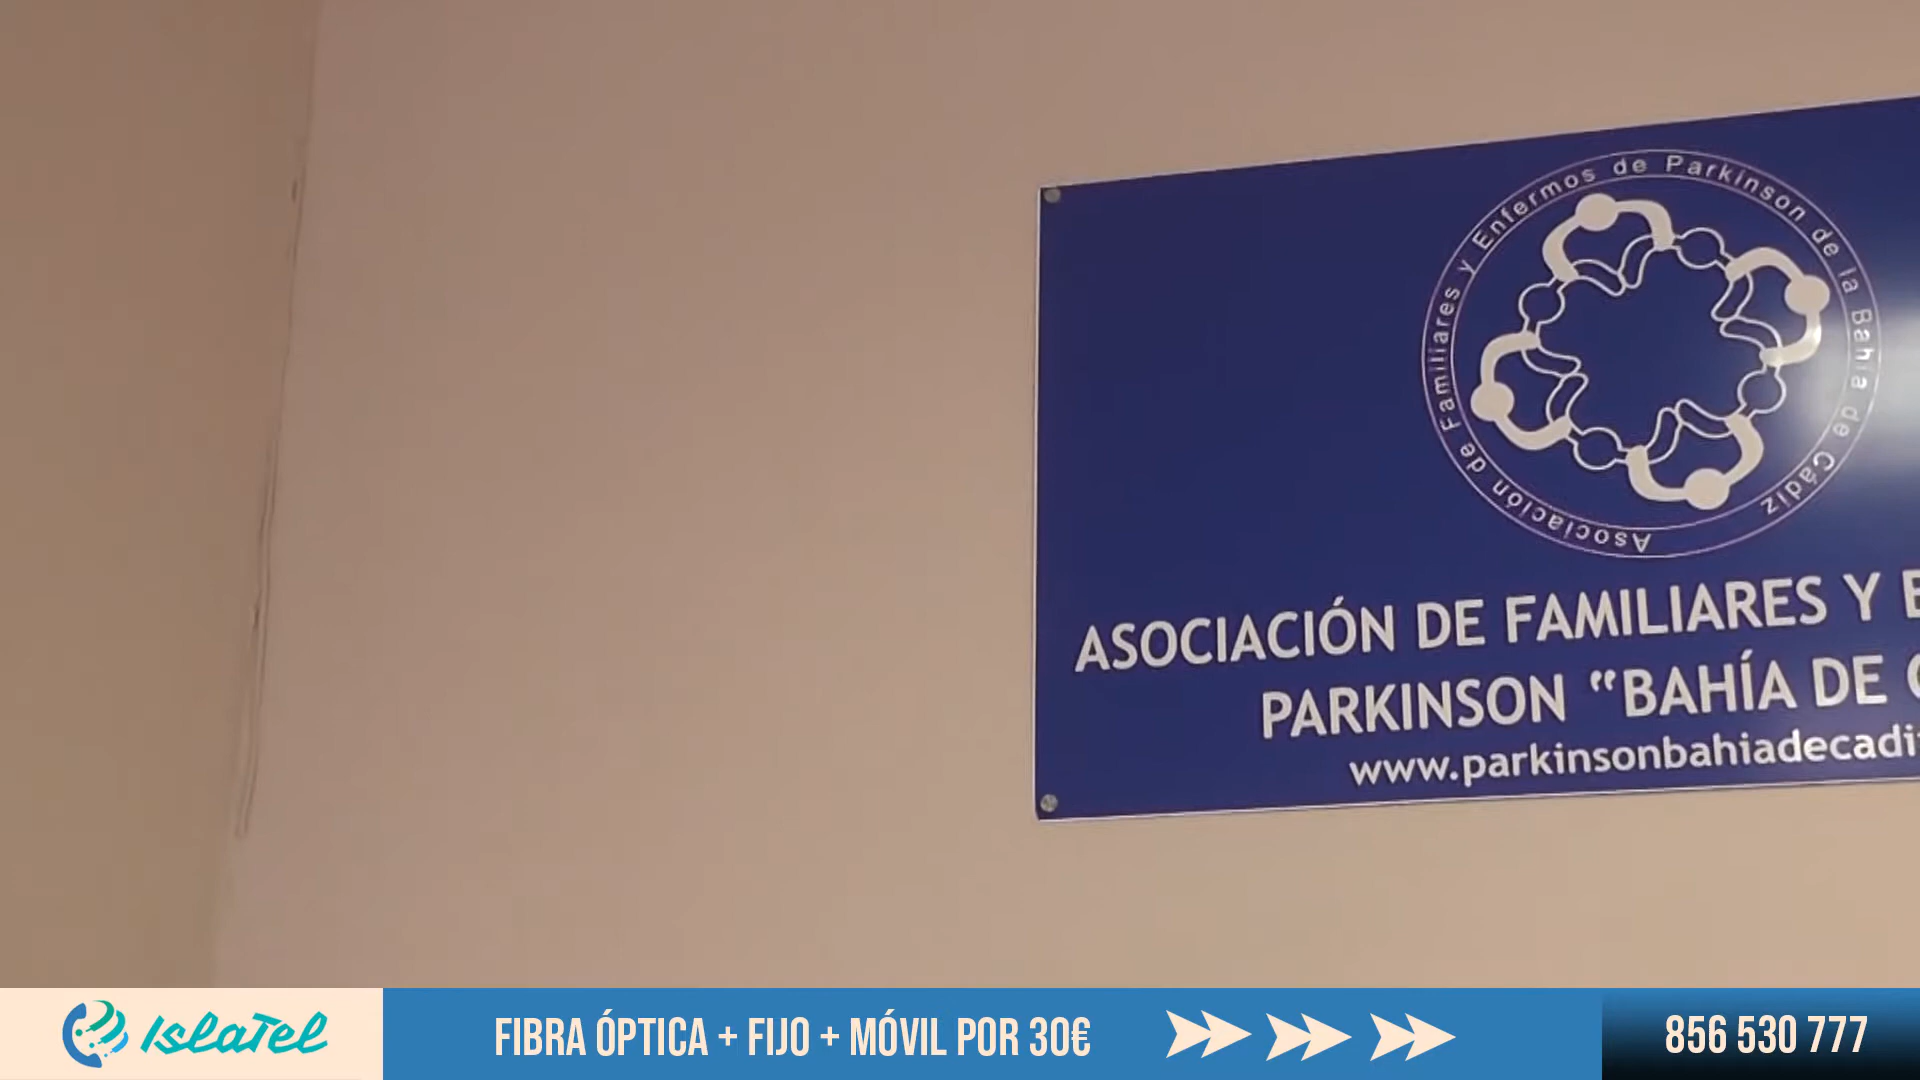 Asociación de Familiares y Enfermos de Parkinson de la Bahía de Cádiz
ASOCIACIÓN DE FAMILIARES Y E
PARKINSON “BAHÍA DE C
www.parkinsonbahiadecadi
IslaTel
FIBRA ÓPTICA + FIJO + MÓVIL POR 30€
856 530 777